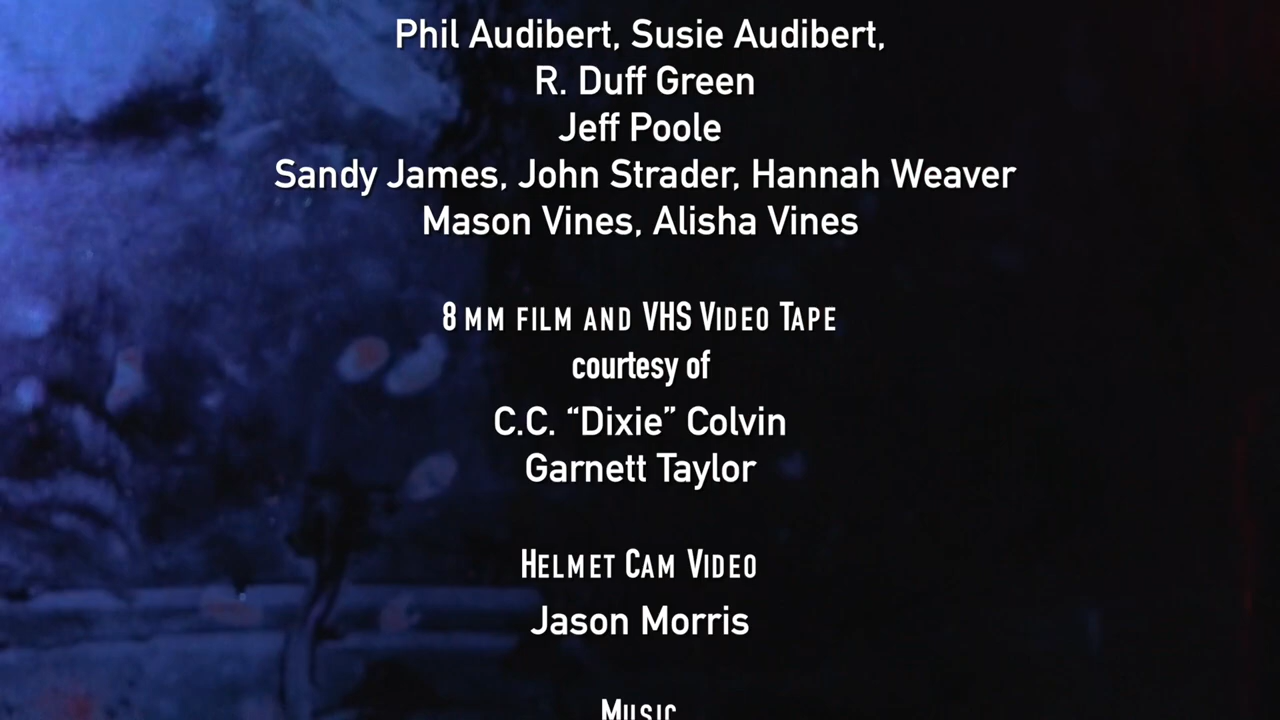 Phil Audibert, Susie Audibert,
R. Duff Green
Jeff Poole
Sandy James, John Strader, Hannah Weaver
Mason Vines, Alisha Vines
8 MM FILM AND VHS VIDEO TAPE
courtesy of
C.C. “Dixie” Colvin
Garnett Taylor
HELMET CAM VIDEO
Jason Morris
MUSIC